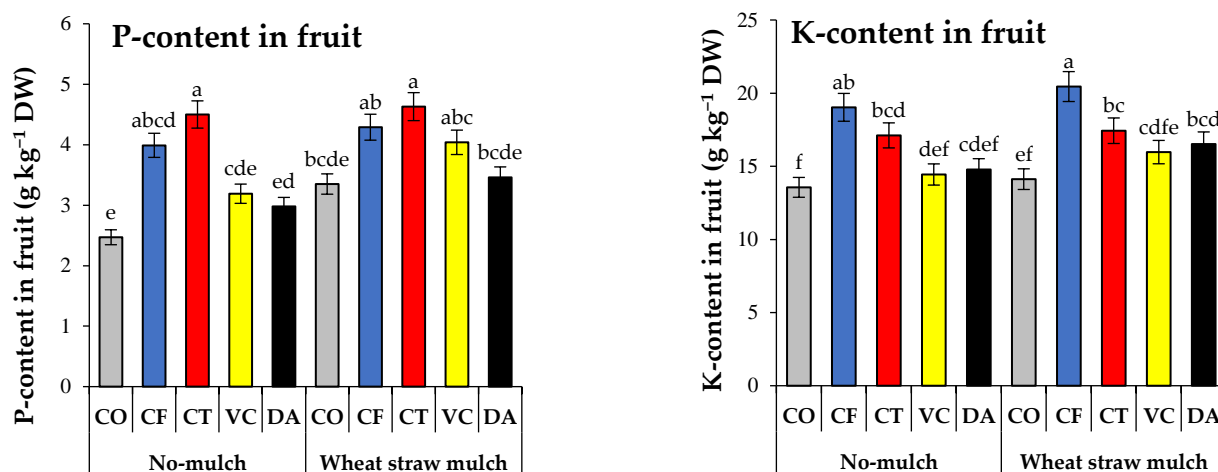 P-content in fruit
P-content in fruit (g kg⁻¹ DW)
6
5
4
3
2
1
0
e
abcd
a
cde
ed
bcde
ab
a
abc
bcde
CO CF CT VC DA CO CF CT VC DA
No-mulch Wheat straw mulch
K-content in fruit
K-content in fruit (g kg⁻¹ DW)
25
20
15
10
5
0
f
ab
bcd
def
cdef
ef
a
bc
cdfe
bcd
CO CF CT VC DA CO CF CT VC DA
No-mulch Wheat straw mulch